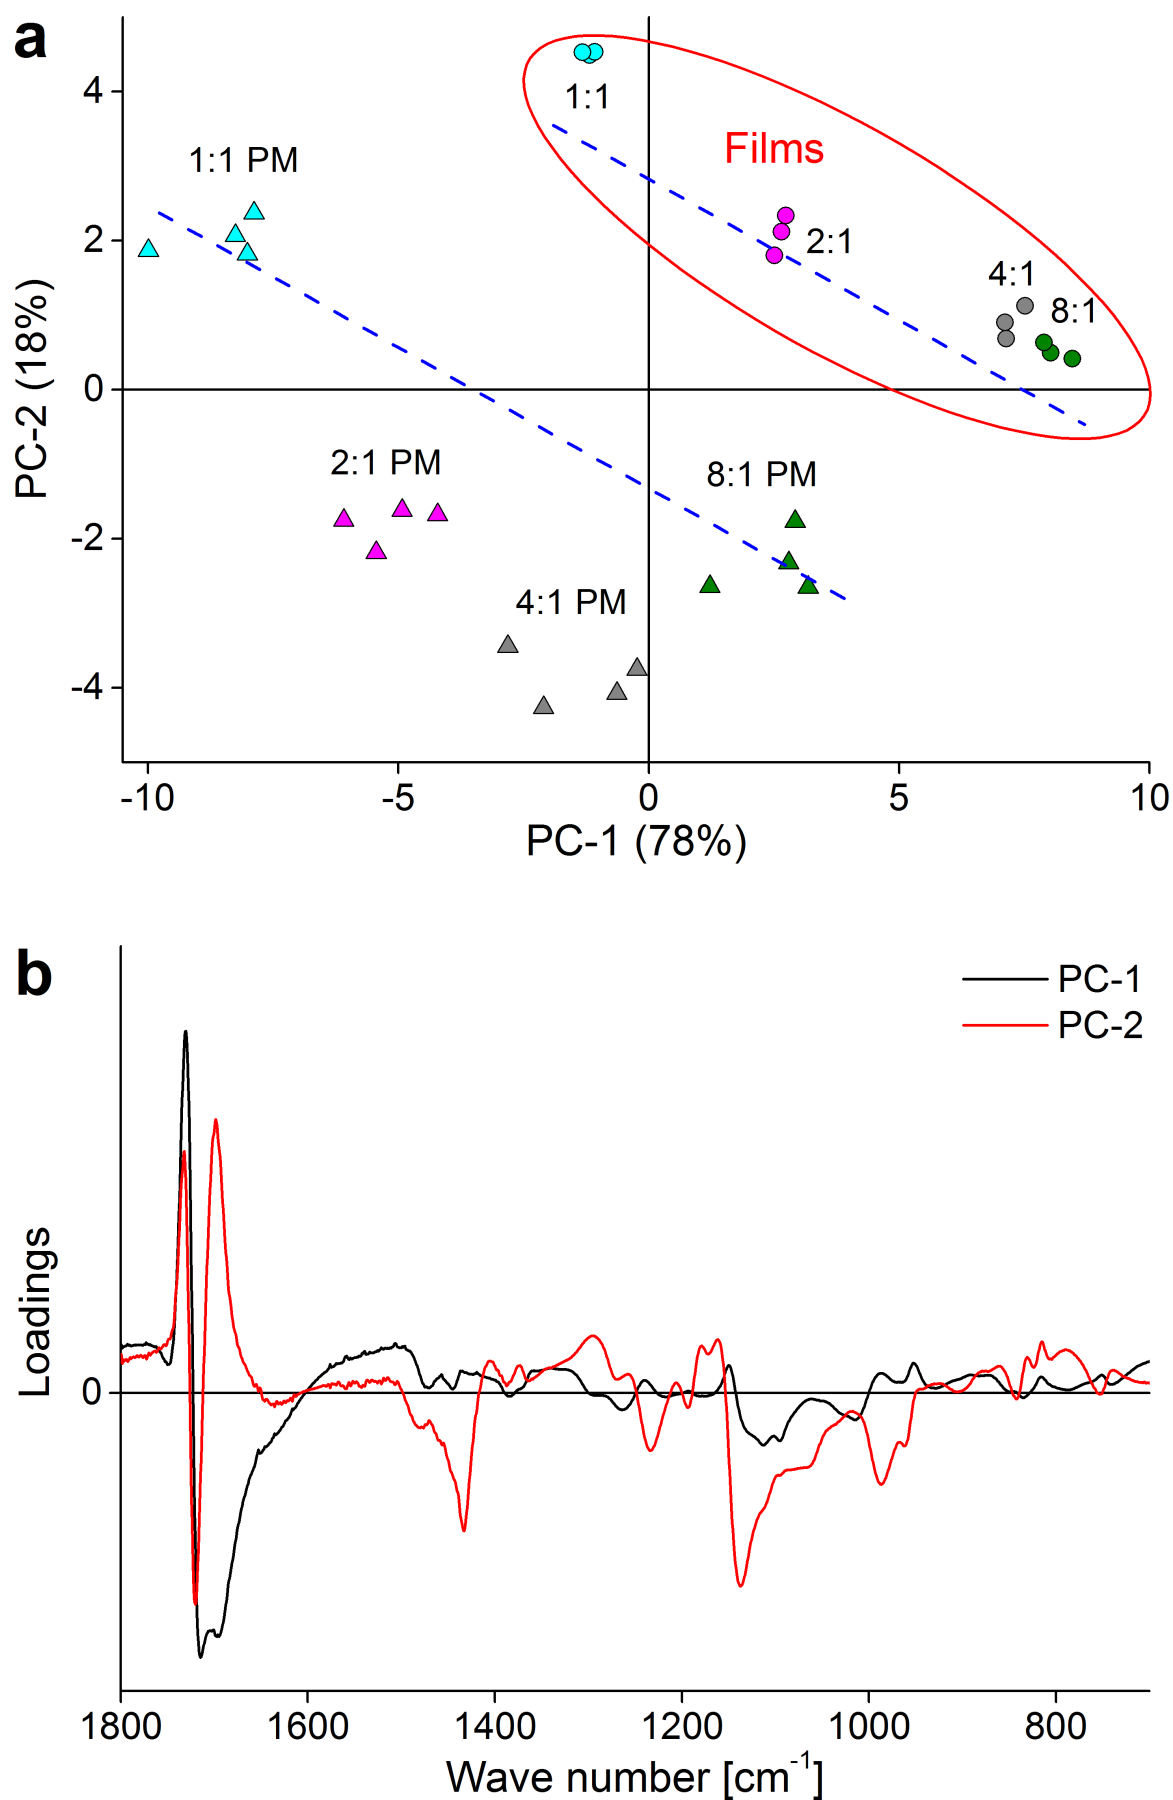 a
4
2
0
-2
-4
PC-2 (18%)
1:1
1:1 PM
Films
2:1
4:1
8:1
2:1 PM
8:1 PM
4:1 PM
-10 -5 0 5 10
PC-1 (78%)
b
PC-1
PC-2
Loadings
0
1800 1600 1400 1200 1000 800
Wave number [cm⁻¹]